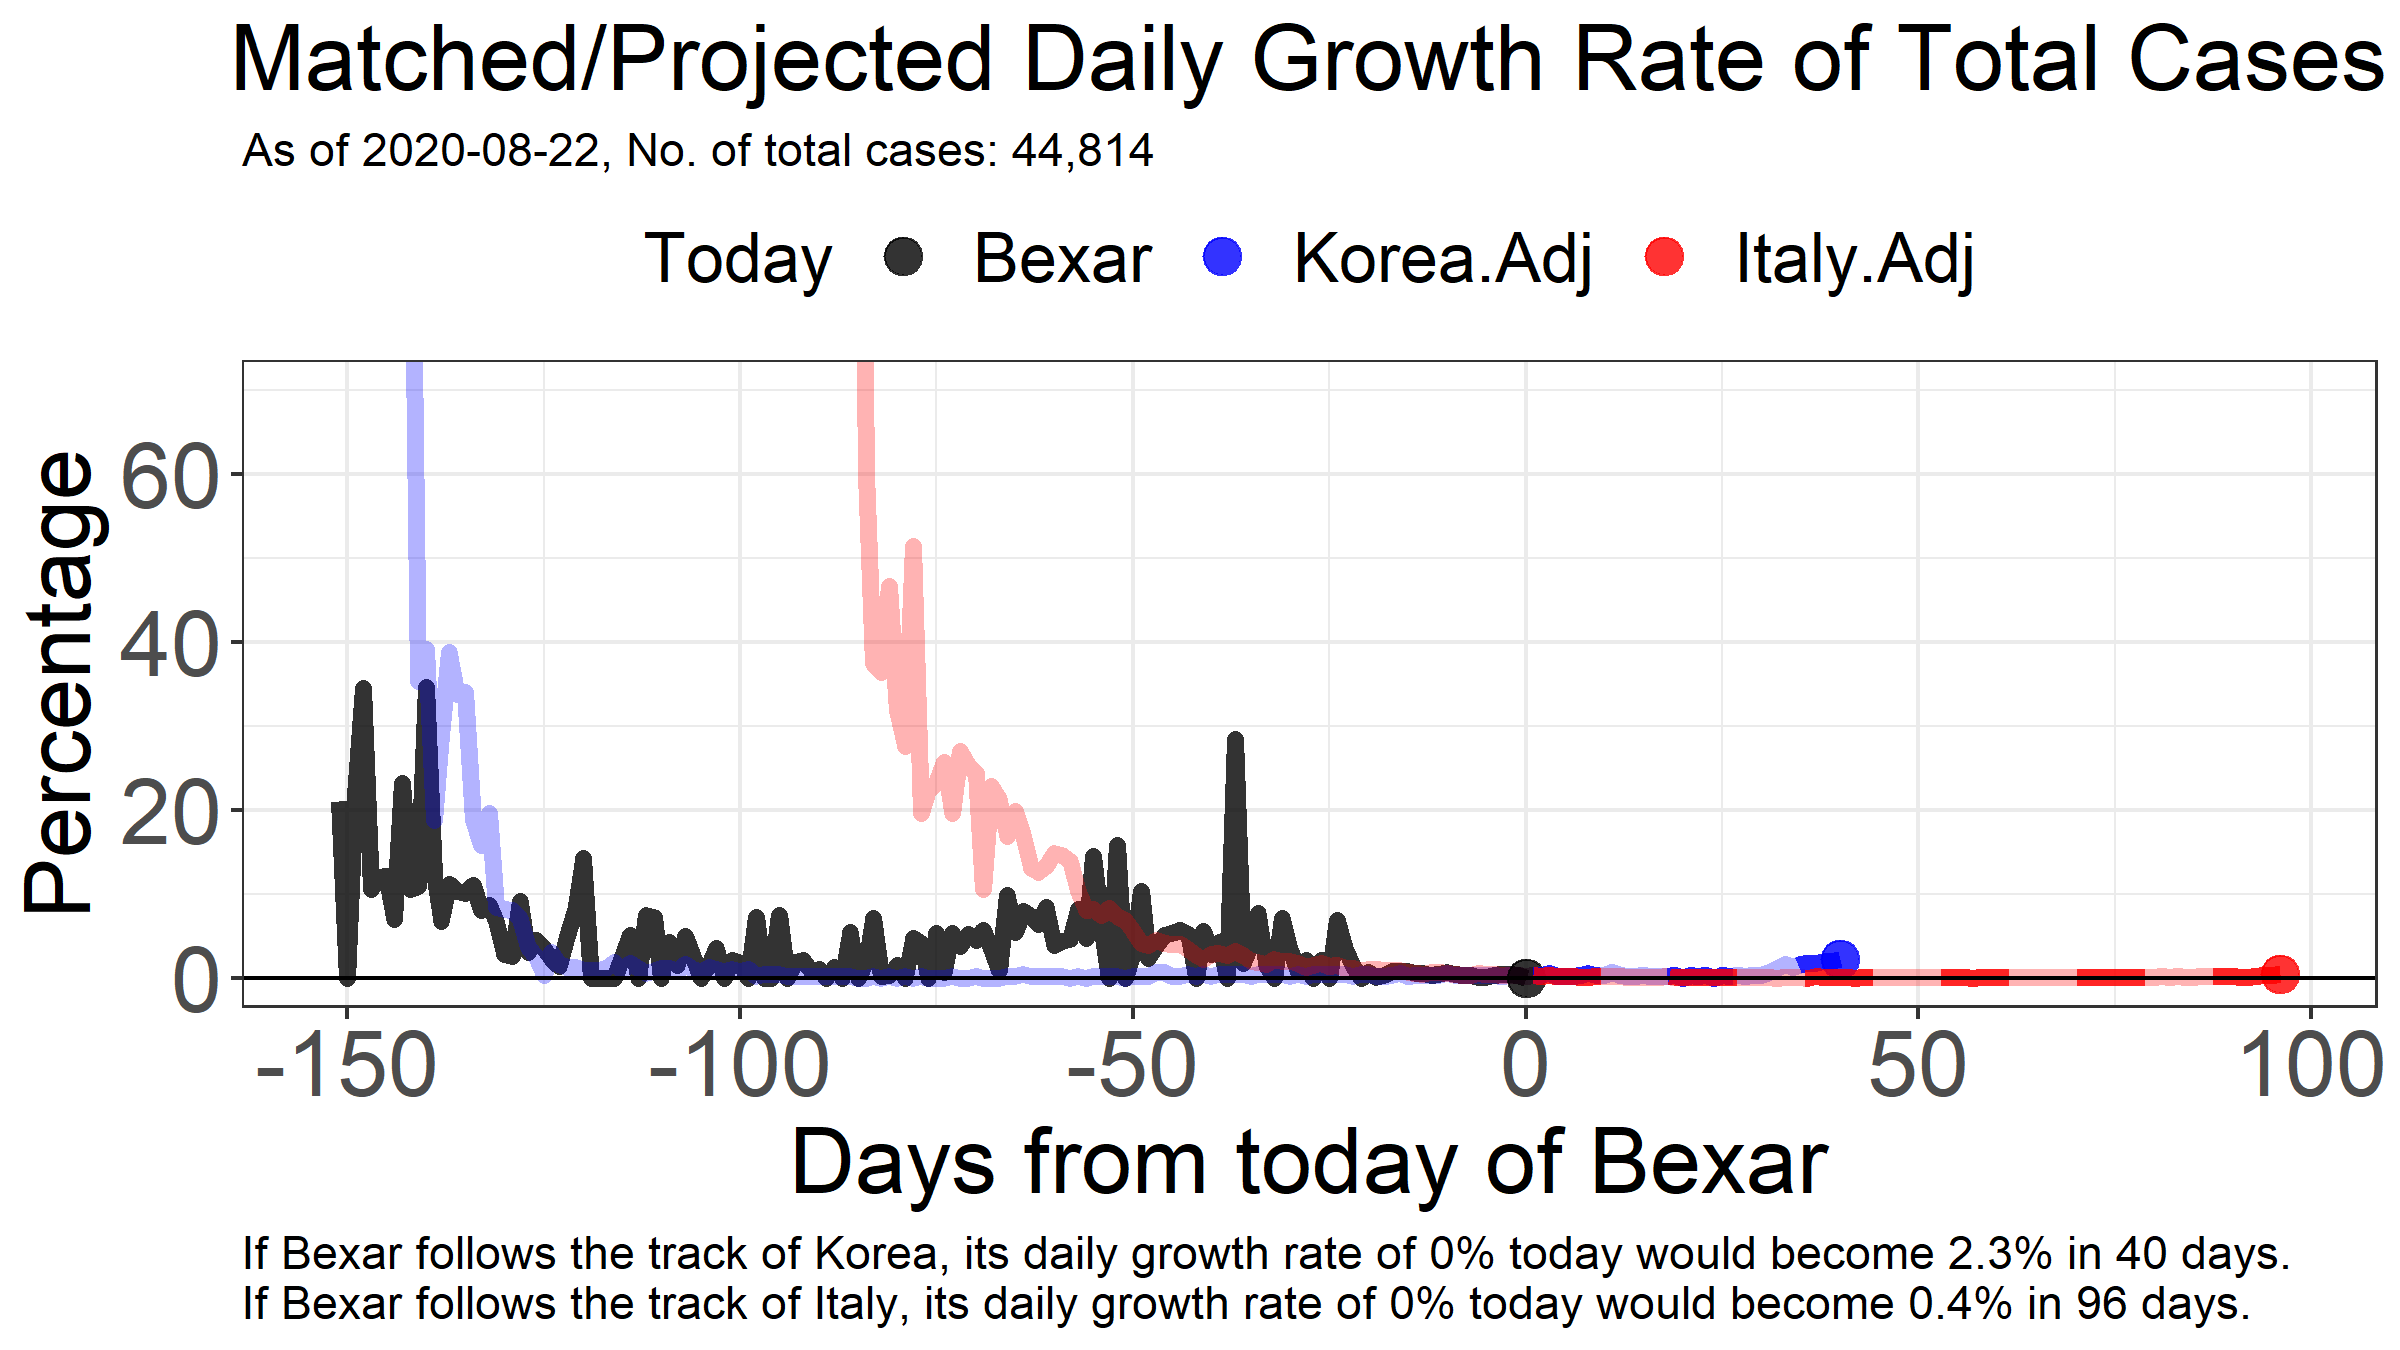 Matched/Projected Daily Growth Rate of Total Cases
As of 2020-08-22, No. of total cases: 44,814
Today Bexar Korea.Adj Italy.Adj
Percentage
60
40
20
0
-150 -100 -50 0 50 100
Days from today of Bexar
If Bexar follows the track of Korea, its daily growth rate of 0% today would become 2.3% in 40 days.
If Bexar follows the track of Italy, its daily growth rate of 0% today would become 0.4% in 96 days.